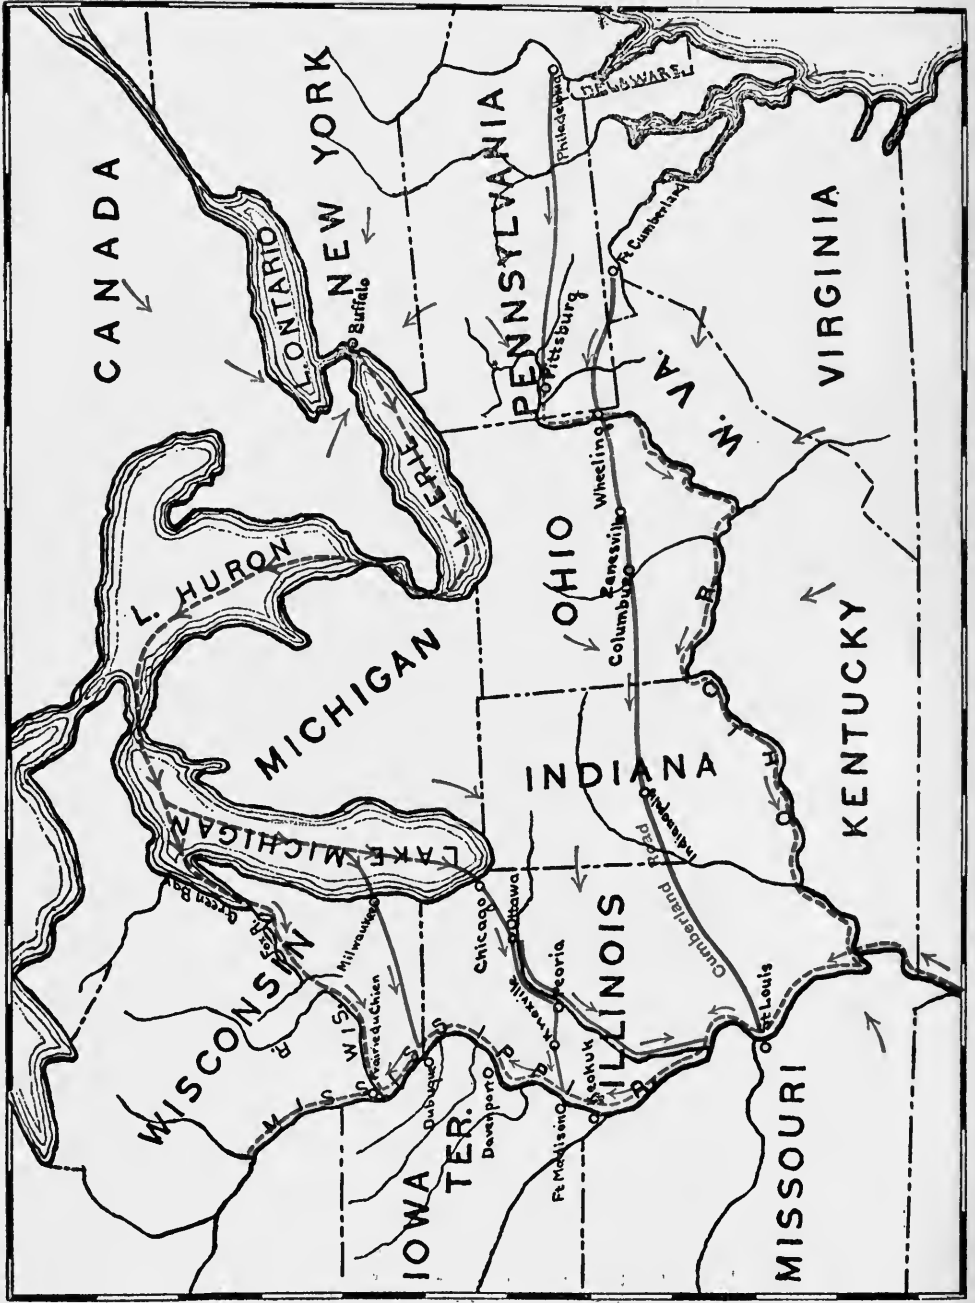 CANADA
L. ONTARIO
NEW YORK
Buffalo
L. HURON
L. ERIE
MICHIGAN
LAKE MICHIGAN
Green Bay
Fox R.
WISCONSIN
WIS.
R.
Milwaukee
Prairie du Chien
MISSISSIPPI
R.
Dubuque
IOWA
TER.
Davenport
Ft Madison
Keokuk
Chicago
Ottawa
Peoria
Knoxville
ILLINOIS
INDIANA
Indianapolis
Cumberland
Road
St Louis
MISSOURI
OHIO
Columbus
Zanesville
Wheeling
PENNSYLVANIA
Pittsburg
Philadelphia
DELAWARE
Ft Cumberland
W. VA.
VIRGINIA
KENTUCKY
OHIO
R.